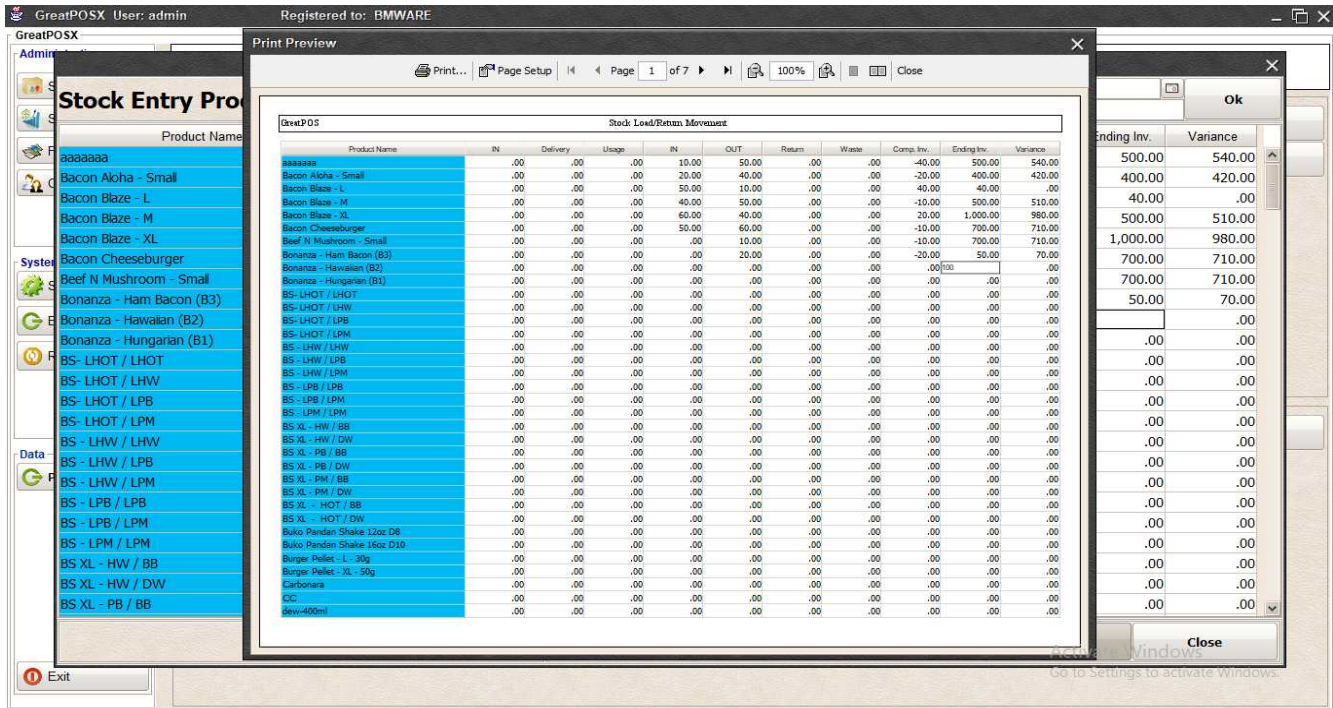 GreatPOSX User: admin Registered to: BMWARE
GreatPOSX
Print Preview
Print... Page Setup Page 1 of 7 100% Close
Stock Entry Pro
Ok
GreatPOS Stock Load/Return Movement
Product Name IN Delivery Usage IN OUT Return Waste Comp. Inv. Ending Inv. Variance
aaaaaaa .00 .00 .00 10.00 50.00 .00 .00 -40.00 500.00 540.00
Bacon Aloha - Small .00 .00 .00 20.00 40.00 .00 .00 -20.00 400.00 420.00
Bacon Blaze - L .00 .00 .00 50.00 10.00 .00 .00 40.00 40.00 .00
Bacon Blaze - M .00 .00 .00 40.00 50.00 .00 .00 -10.00 500.00 510.00
Bacon Blaze - XL .00 .00 .00 60.00 40.00 .00 .00 20.00 1,000.00 980.00
Bacon Cheeseburger .00 .00 .00 50.00 60.00 .00 .00 -10.00 700.00 710.00
Beef N Mushroom - Small .00 .00 .00 .00 10.00 .00 .00 -10.00 700.00 710.00
Bonanza - Ham Bacon (B3) .00 .00 .00 .00 20.00 .00 .00 -20.00 50.00 70.00
Bonanza - Hawaiian (B2) .00 .00 .00 .00 .00 .00 .00 .00 100 .00
Bonanza - Hungarian (B1) .00 .00 .00 .00 .00 .00 .00 .00 .00 .00
BS- LHOT / LHOT .00 .00 .00 .00 .00 .00 .00 .00 .00 .00
BS- LHOT / LHW .00 .00 .00 .00 .00 .00 .00 .00 .00 .00
BS- LHOT / LPB .00 .00 .00 .00 .00 .00 .00 .00 .00 .00
BS- LHOT / LPM .00 .00 .00 .00 .00 .00 .00 .00 .00 .00
BS - LHW / LHW .00 .00 .00 .00 .00 .00 .00 .00 .00 .00
BS - LHW / LPB .00 .00 .00 .00 .00 .00 .00 .00 .00 .00
BS - LHW / LPM .00 .00 .00 .00 .00 .00 .00 .00 .00 .00
BS - LPB / LPB .00 .00 .00 .00 .00 .00 .00 .00 .00 .00
BS - LPB / LPM .00 .00 .00 .00 .00 .00 .00 .00 .00 .00
BS - LPM / LPM .00 .00 .00 .00 .00 .00 .00 .00 .00 .00
BS XL - HW / BB .00 .00 .00 .00 .00 .00 .00 .00 .00 .00
BS XL - HW / DW .00 .00 .00 .00 .00 .00 .00 .00 .00 .00
BS XL - PB / BB .00 .00 .00 .00 .00 .00 .00 .00 .00 .00
BS XL - PB / DW .00 .00 .00 .00 .00 .00 .00 .00 .00 .00
BS XL - PM / BB .00 .00 .00 .00 .00 .00 .00 .00 .00 .00
BS XL - PM / DW .00 .00 .00 .00 .00 .00 .00 .00 .00 .00
BS XL - HOT / BB .00 .00 .00 .00 .00 .00 .00 .00 .00 .00
BS XL - HOT / DW .00 .00 .00 .00 .00 .00 .00 .00 .00 .00
Buko Pandan Shake 12oz D8 .00 .00 .00 .00 .00 .00 .00 .00 .00 .00
Buko Pandan Shake 16oz D10 .00 .00 .00 .00 .00 .00 .00 .00 .00 .00
Burger Pellet - L - 30g .00 .00 .00 .00 .00 .00 .00 .00 .00 .00
Burger Pellet - XL - 50g .00 .00 .00 .00 .00 .00 .00 .00 .00 .00
Carbonara .00 .00 .00 .00 .00 .00 .00 .00 .00 .00
CC .00 .00 .00 .00 .00 .00 .00 .00 .00 .00
dew-400ml .00 .00 .00 .00 .00 .00 .00 .00 .00 .00
Product Name Ending Inv. Variance
aaaaaaa 500.00 540.00
Bacon Aloha - Small 400.00 420.00
Bacon Blaze - L 40.00 .00
Bacon Blaze - M 500.00 510.00
Bacon Blaze - XL 1,000.00 980.00
Bacon Cheeseburger 700.00 710.00
Beef N Mushroom - Small 700.00 710.00
Bonanza - Ham Bacon (B3) 50.00 70.00
Bonanza - Hawaiian (B2) .00
Bonanza - Hungarian (B1) .00 .00
BS- LHOT / LHOT .00 .00
BS- LHOT / LHW .00 .00
BS- LHOT / LPB .00 .00
BS- LHOT / LPM .00 .00
BS - LHW / LHW .00 .00
BS - LHW / LPB .00 .00
BS - LHW / LPM .00 .00
BS - LPB / LPB .00 .00
BS - LPB / LPM .00 .00
BS - LPM / LPM .00 .00
BS XL - HW / BB .00 .00
BS XL - HW / DW .00 .00
BS XL - PB / BB .00 .00
Data
Close
Exit
Activate Windows
Go to Settings to activate Windows.